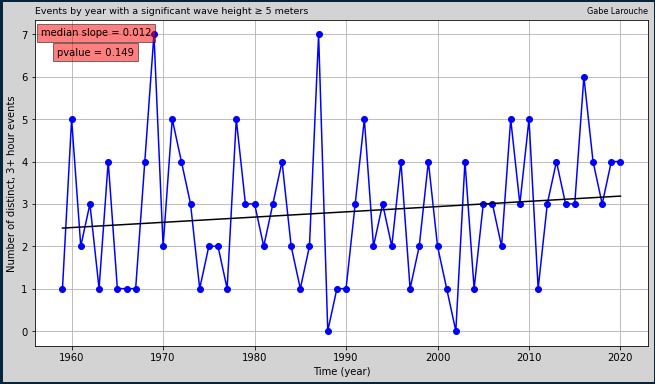 Events by year with a significant wave height ≥ 5 meters
Gabe Larouche
median slope = 0.012
pvalue = 0.149
Number of distinct, 3+ hour events
7
6
5
4
3
2
1
0
1960 1970 1980 1990 2000 2010 2020
Time (year)